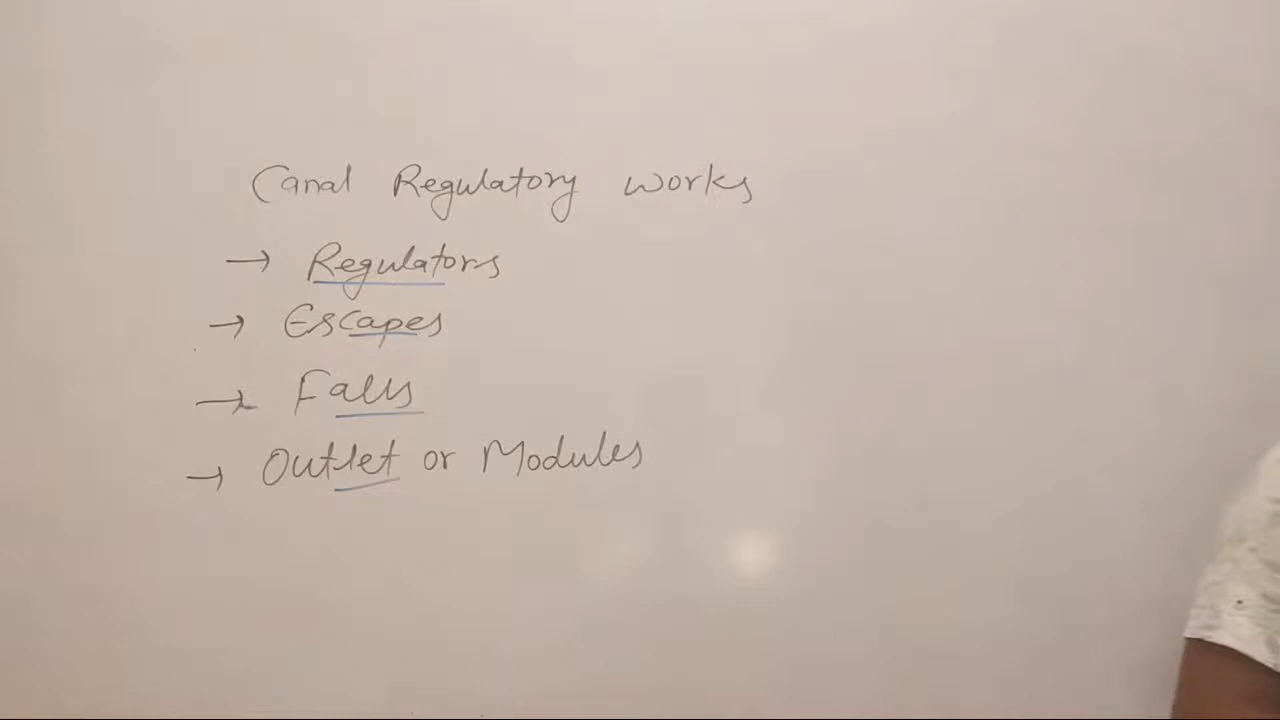 Canal Regulatory works
→ Regulators
→ Escapes
→ Falls
→ Outlet or Modules